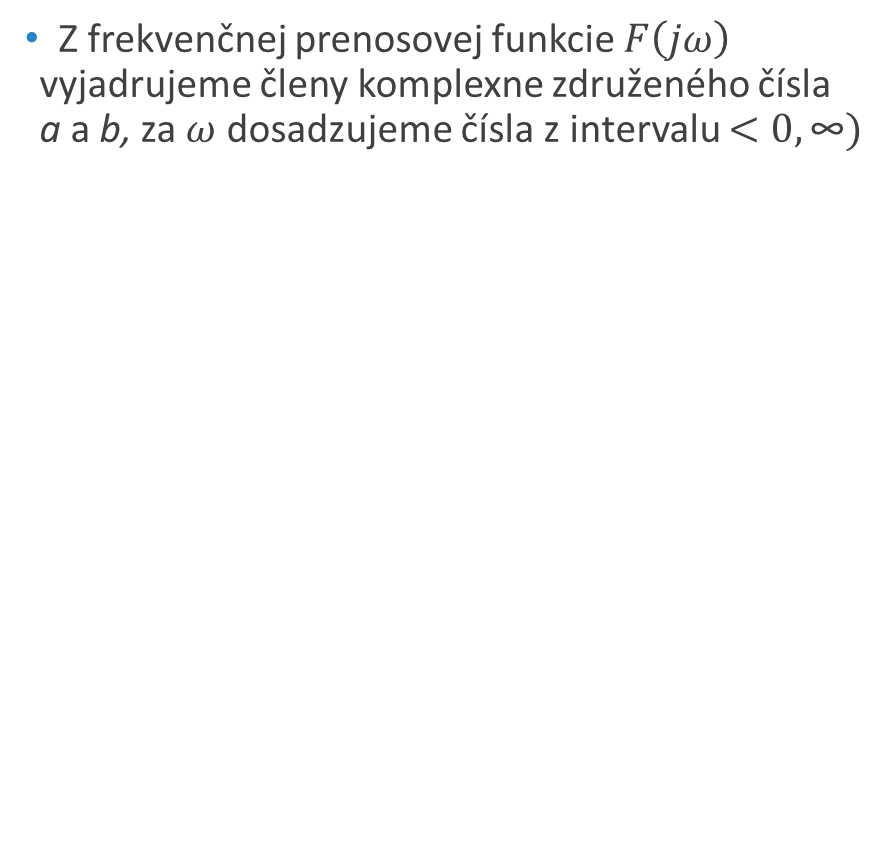 • Z frekvenčnej prenosovej funkcie F(jω)
vyjadrujeme členy komplexne združeného čísla
a a b, za ω dosadzujeme čísla z intervalu < 0, ∞)